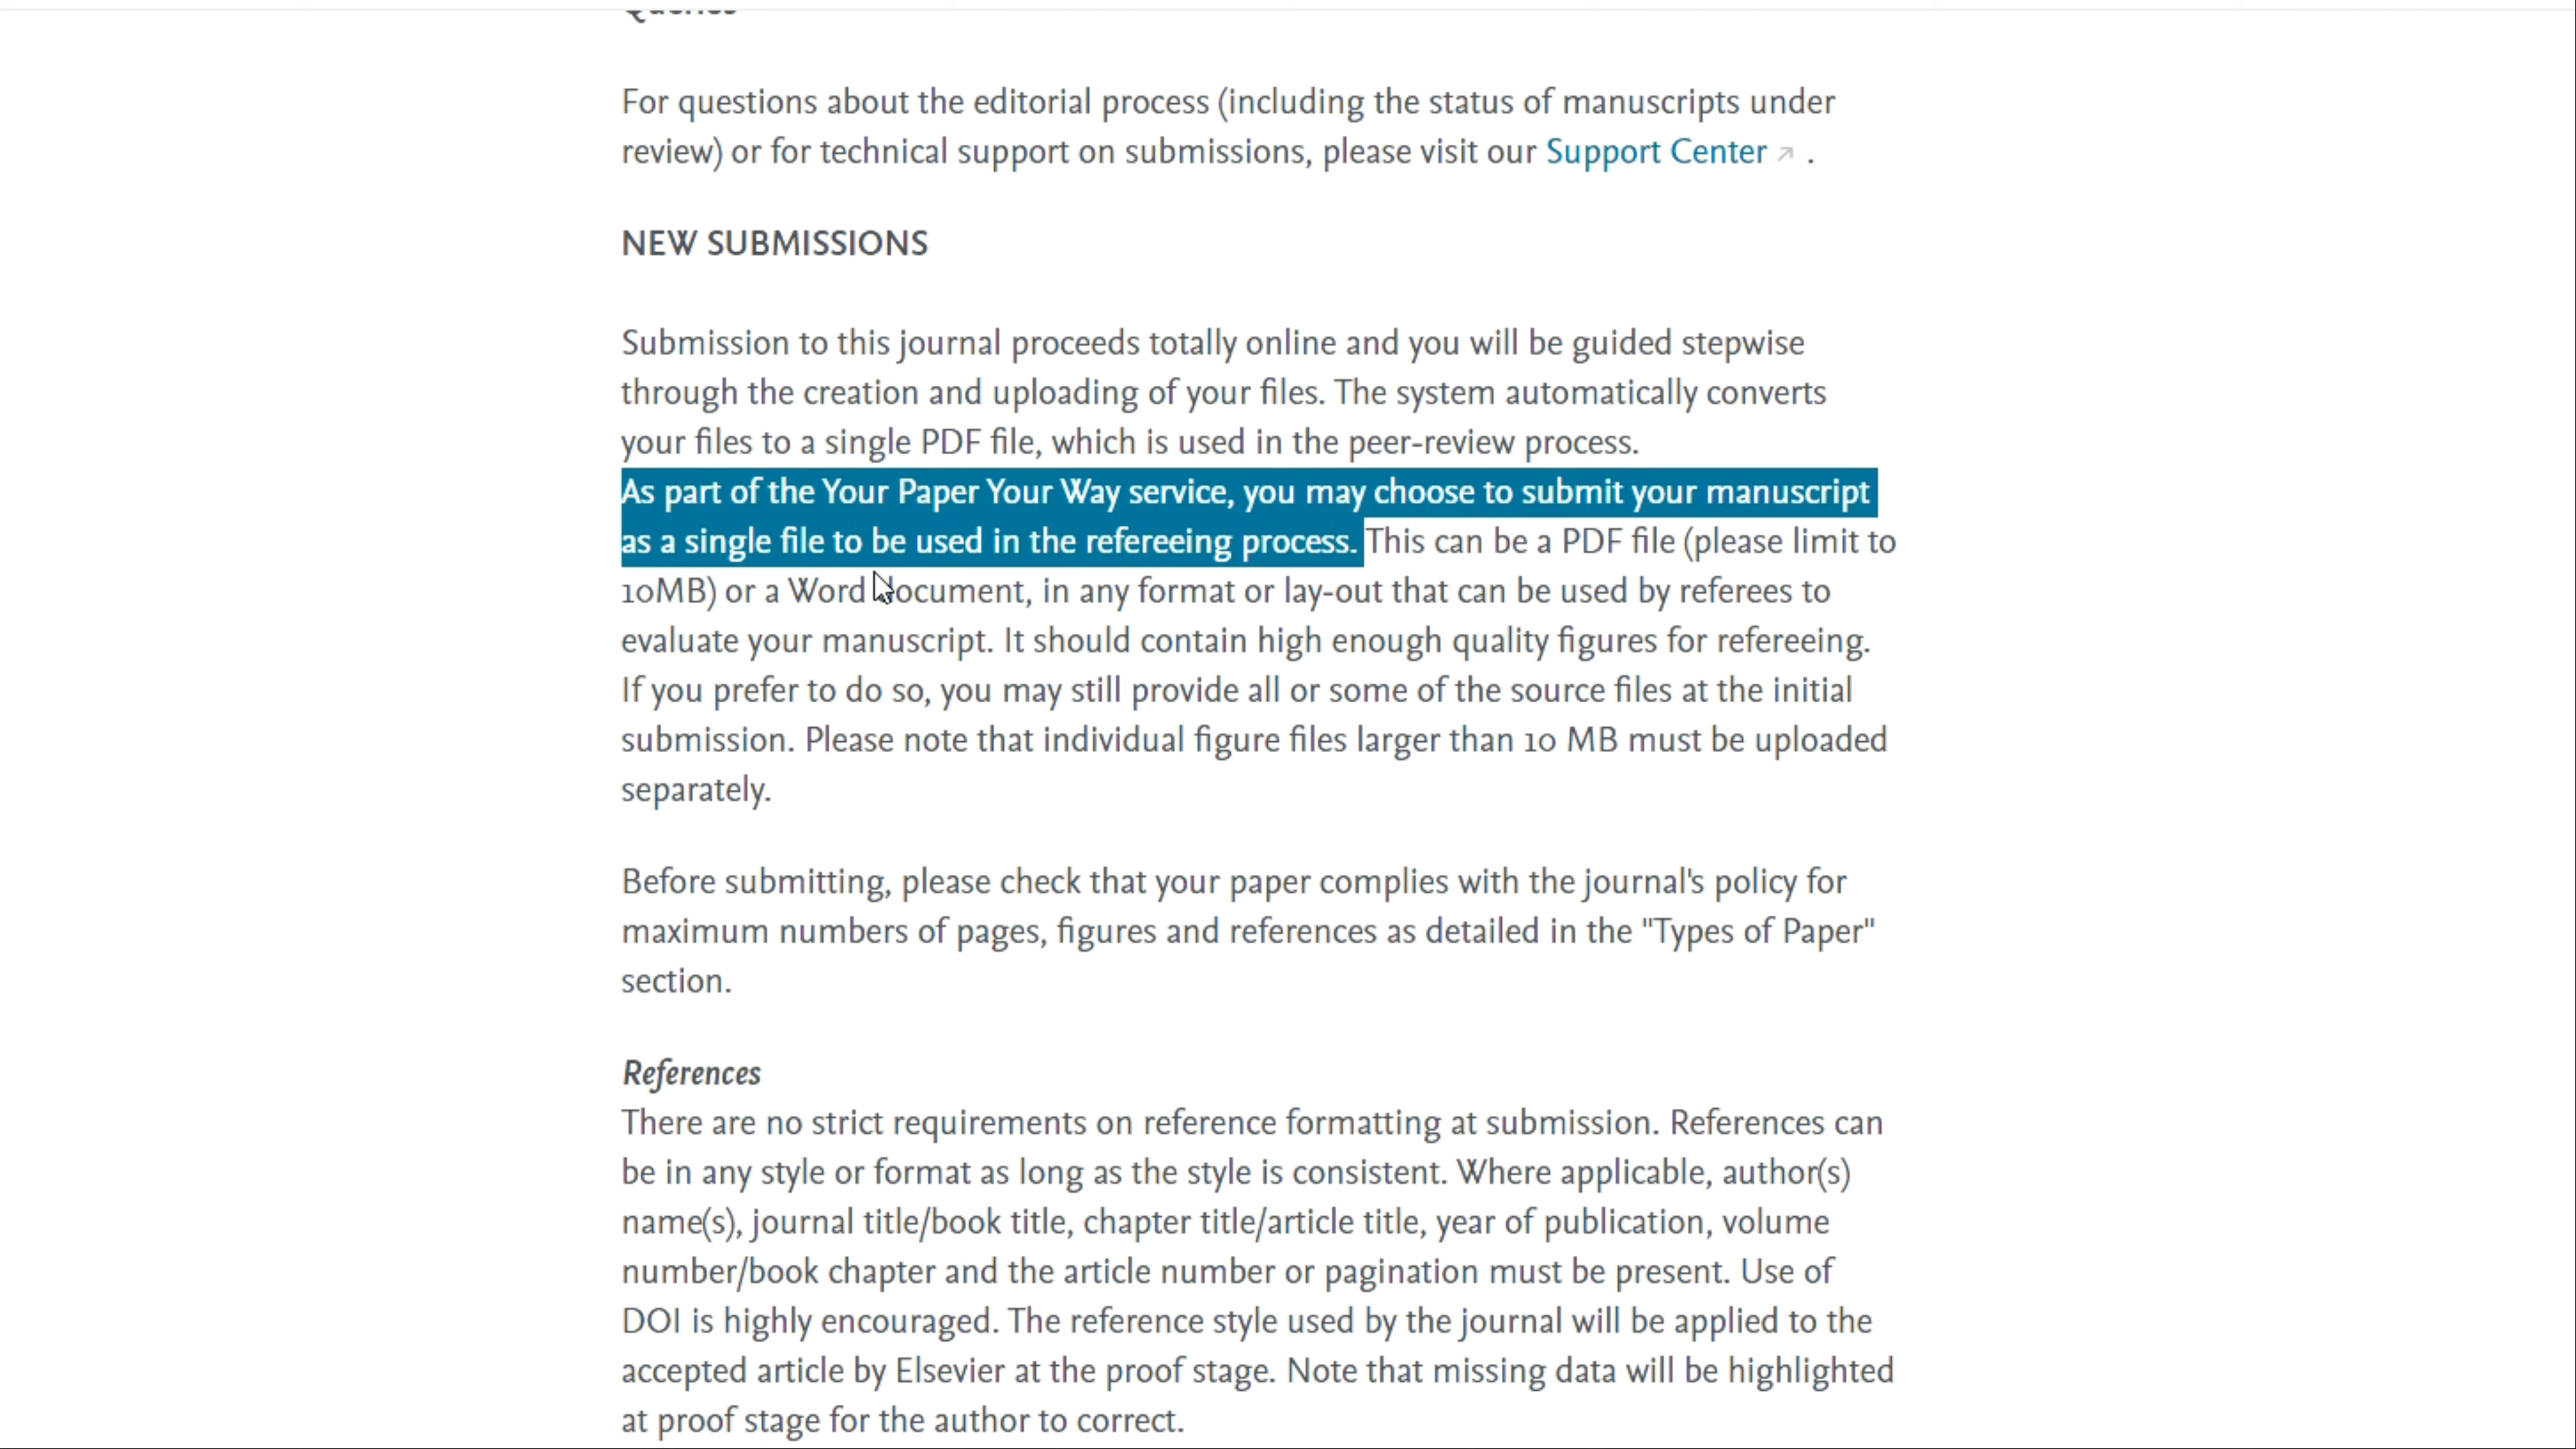 Queries
For questions about the editorial process (including the status of manuscripts under
review) or for technical support on submissions, please visit our Support Center ↗ .
NEW SUBMISSIONS
Submission to this journal proceeds totally online and you will be guided stepwise
through the creation and uploading of your files. The system automatically converts
your files to a single PDF file, which is used in the peer-review process.
As part of the Your Paper Your Way service, you may choose to submit your manuscript
as a single file to be used in the refereeing process. This can be a PDF file (please limit to
10MB) or a Word document, in any format or lay-out that can be used by referees to
evaluate your manuscript. It should contain high enough quality figures for refereeing.
If you prefer to do so, you may still provide all or some of the source files at the initial
submission. Please note that individual figure files larger than 10 MB must be uploaded
separately.
Before submitting, please check that your paper complies with the journal's policy for
maximum numbers of pages, figures and references as detailed in the "Types of Paper"
section.
References
There are no strict requirements on reference formatting at submission. References can
be in any style or format as long as the style is consistent. Where applicable, author(s)
name(s), journal title/book title, chapter title/article title, year of publication, volume
number/book chapter and the article number or pagination must be present. Use of
DOI is highly encouraged. The reference style used by the journal will be applied to the
accepted article by Elsevier at the proof stage. Note that missing data will be highlighted
at proof stage for the author to correct.